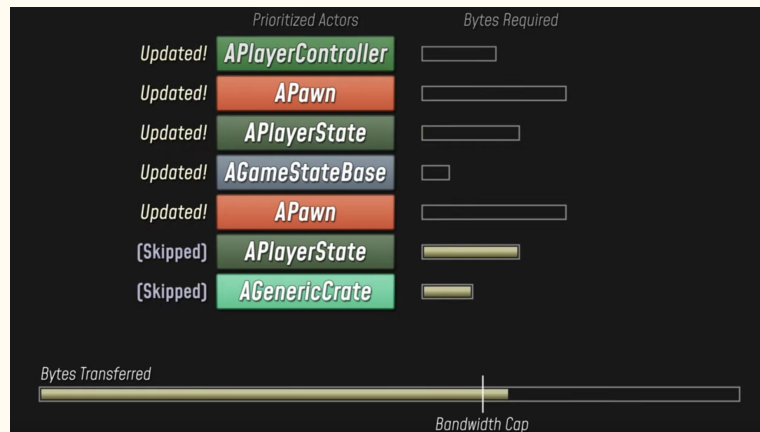 Prioritized Actors Bytes Required
Updated! APlayerController
Updated! APawn
Updated! APlayerState
Updated! AGameStateBase
Updated! APawn
(Skipped) APlayerState
(Skipped) AGenericCrate
Bytes Transferred
Bandwidth Cap